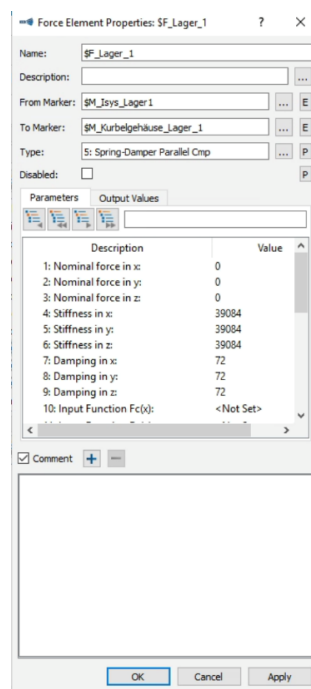 Force Element Properties: $F_Lager_1 ?
Name: $F_Lager_1
Description: ...
From Marker: $M_Isys_Lager1 ... E
To Marker: $M_Kurbelgehäuse_Lager_1 ... E
Type: 5: Spring-Damper Parallel Cmp ... P
Disabled: P
Parameters Output Values
Description Value
1: Nominal force in x: 0
2: Nominal force in y: 0
3: Nominal force in z: 0
4: Stiffness in x: 39084
5: Stiffness in y: 39084
6: Stiffness in z: 39084
7: Damping in x: 72
8: Damping in y: 72
9: Damping in z: 72
10: Input Function Fc(x): <Not Set>
Comment
OK Cancel Apply